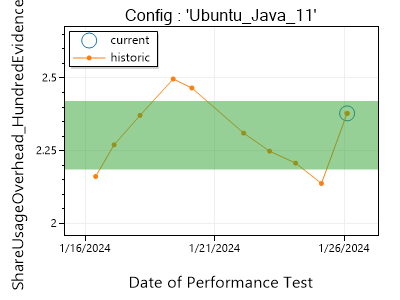 Config : 'Ubuntu_Java_11'
ShareUsageOverhead_HundredEvidence
current
historic
2.5
2.25
2
1/16/2024
1/21/2024
1/26/2024
Date of Performance Test